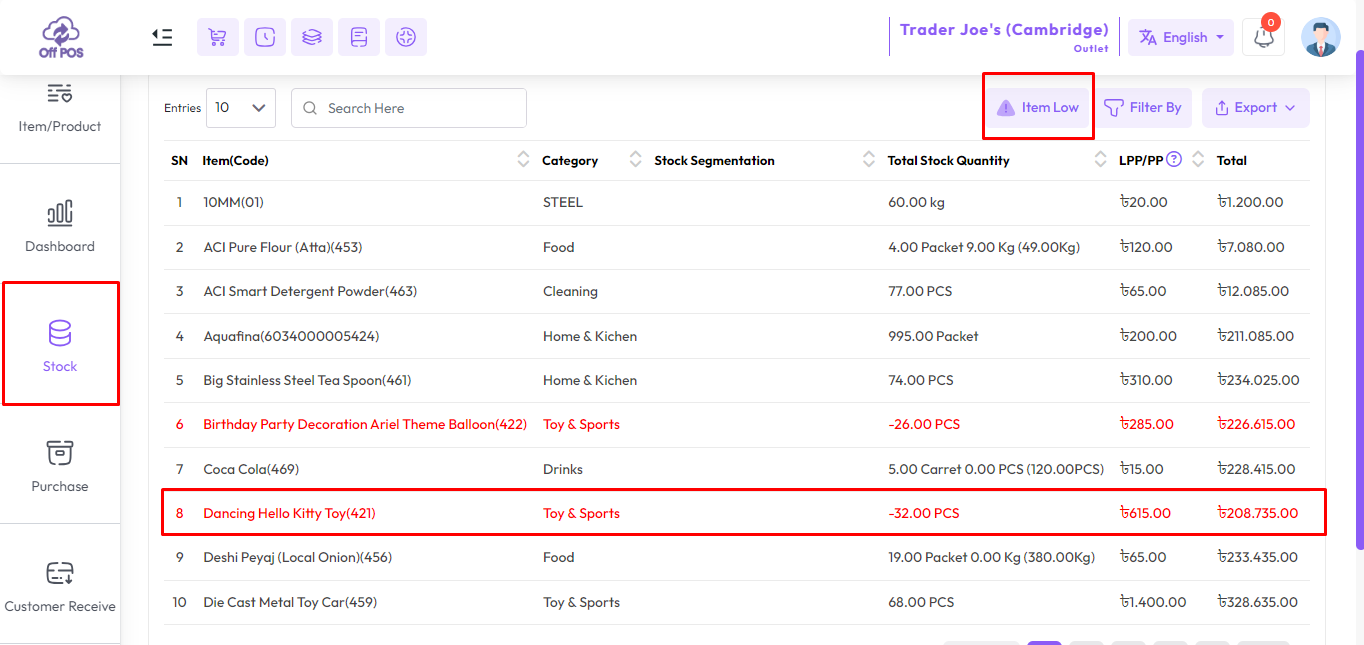 Off POS
English
Trader Joe's (Cambridge)
Outlet
0
Item/Product
Dashboard
Stock
Purchase
Customer Receive
Entries 10 Search Here Item Low Filter By Export
SN Item(Code) Category Stock Segmentation Total Stock Quantity LPP/PP ? Total
1 10MM(01) STEEL 60.00 kg ৳20.00 ৳1.200.00
2 ACI Pure Flour (Atta)(453) Food 4.00 Packet 9.00 Kg (49.00Kg) ৳120.00 ৳7.080.00
3 ACI Smart Detergent Powder(463) Cleaning 77.00 PCS ৳65.00 ৳12.085.00
4 Aquafina(6034000005424) Home & Kichen 995.00 Packet ৳200.00 ৳211.085.00
5 Big Stainless Steel Tea Spoon(461) Home & Kichen 74.00 PCS ৳310.00 ৳234.025.00
6 Birthday Party Decoration Ariel Theme Balloon(422) Toy & Sports -26.00 PCS ৳285.00 ৳226.615.00
7 Coca Cola(469) Drinks 5.00 Carret 0.00 PCS (120.00PCS) ৳15.00 ৳228.415.00
8 Dancing Hello Kitty Toy(421) Toy & Sports -32.00 PCS ৳615.00 ৳208.735.00
9 Deshi Peyaj (Local Onion)(456) Food 19.00 Packet 0.00 Kg (380.00Kg) ৳65.00 ৳233.435.00
10 Die Cast Metal Toy Car(459) Toy & Sports 68.00 PCS ৳1.400.00 ৳328.635.00